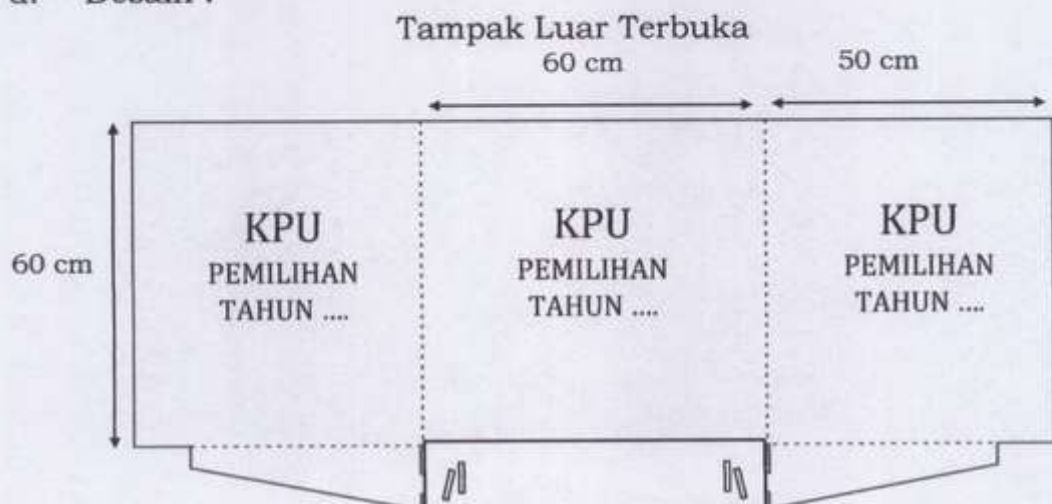 Tampak Luar Terbuka
60 cm
50 cm
60 cm
KPU
PEMILIHAN
TAHUN ....
KPU
PEMILIHAN
TAHUN ....
KPU
PEMILIHAN
TAHUN ....